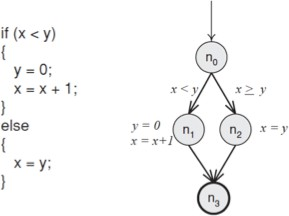 if (x < y)
{
y = 0;
x = x + 1;
}
else
{
x = y;
}
n0
x < y
x ≥ y
y = 0
x = x+1
n1
n2
x = y
n3